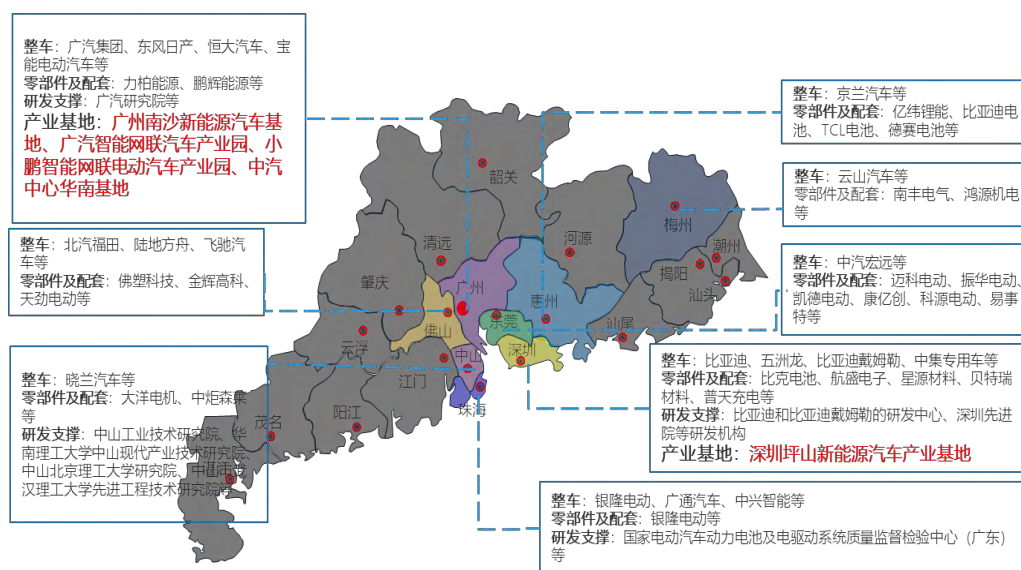 整车：广汽集团、东风日产、恒大汽车、宝
能电动汽车等
零部件及配套：力柏能源、鹏辉能源等
研发支撑：广汽研究院等
产业基地：广州南沙新能源汽车基
地、广汽智能网联汽车产业园、小
鹏智能网联电动汽车产业园、中汽
中心华南基地
整车：北汽福田、陆地方舟、飞驰汽
车等
零部件及配套：佛塑科技、金辉高科、
天劲电动等
整车：晓兰汽车等
零部件及配套：大洋电机、中炬森莱
等
研发支撑：中山工业技术研究院、华
南理工大学中山现代产业技术研究院、
中山北京理工大学研究院、中山市武
汉理工大学先进工程技术研究院等
韶关
清远
河源
梅州
潮州
揭阳
汕头
肇庆
广州
惠州
佛山
东莞
汕尾
云浮
深圳
中山
江门
珠海
阳江
茂名
整车：京兰汽车等
零部件及配套：亿纬锂能、比亚迪电
池、TCL电池、德赛电池等
整车：云山汽车等
零部件及配套：南丰电气、鸿源机电
等
整车：中汽宏远等
零部件及配套：迈科电动、振华电动、
凯德电动、康亿创、科源电动、易事
特等
整车：比亚迪、五洲龙、比亚迪戴姆勒、中集专用车等
零部件及配套：比克电池、航盛电子、星源材料、贝特瑞
材料、普天充电等
研发支撑：比亚迪和比亚迪戴姆勒的研发中心、深圳先进
院等研发机构
产业基地：深圳坪山新能源汽车产业基地
整车：银隆电动、广通汽车、中兴智能等
零部件及配套：银隆电动等
研发支撑：国家电动汽车动力电池及电驱动系统质量监督检验中心（广东）
等